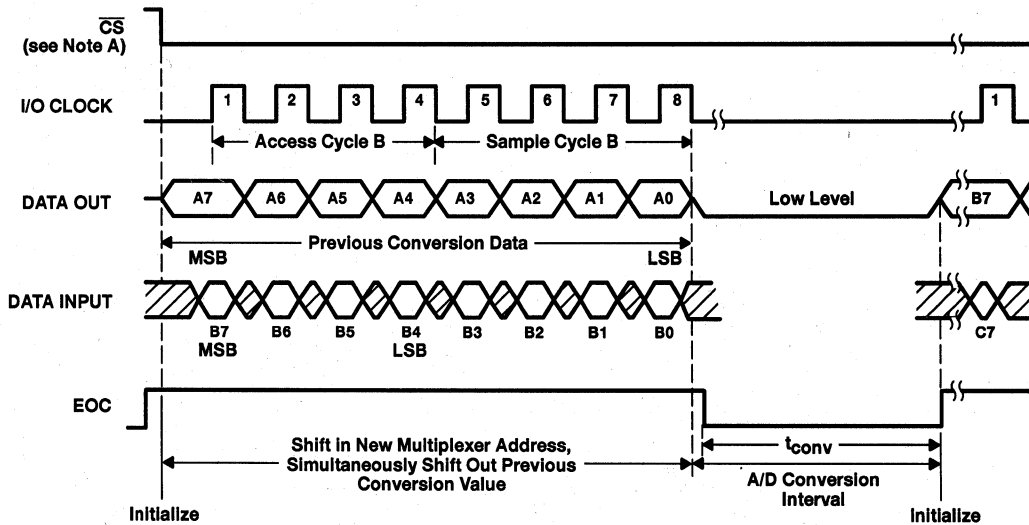 CS
(see Note A)
I/O CLOCK
1 2 3 4 5 6 7 8 1
Access Cycle B Sample Cycle B
DATA OUT
A7 A6 A5 A4 A3 A2 A1 A0 Low Level B7
Previous Conversion Data
MSB LSB
DATA INPUT
B7 B6 B5 B4 B3 B2 B1 B0 C7
MSB LSB
EOC
Shift in New Multiplexer Address,
Simultaneously Shift Out Previous
Conversion Value
tconv
A/D Conversion
Interval
Initialize Initialize